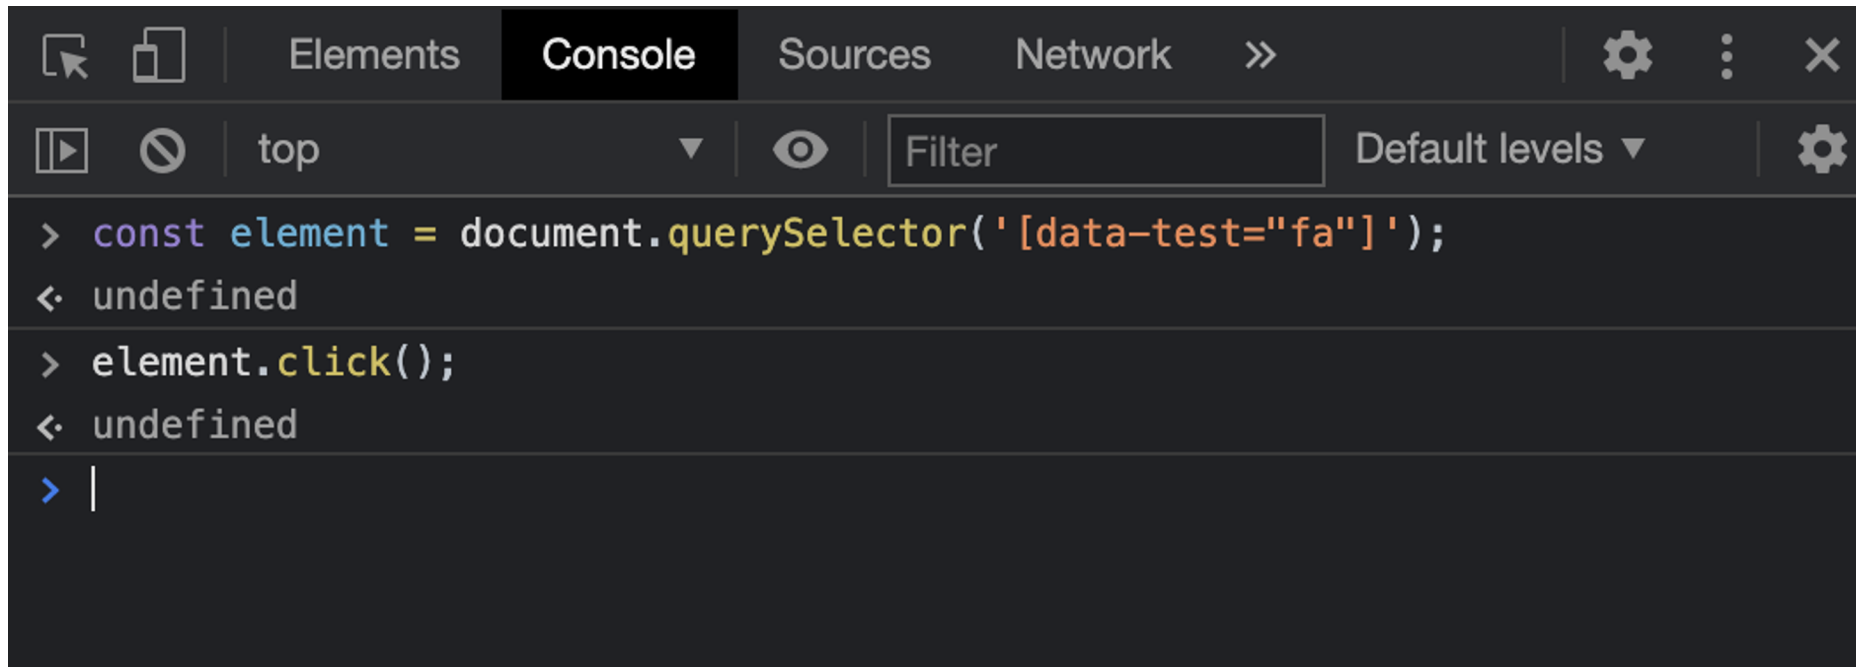 Elements Console Sources Network »
top ▼ Filter Default levels ▼
> const element = document.querySelector('[data-test="fa"]');
undefined
> element.click();
undefined
>